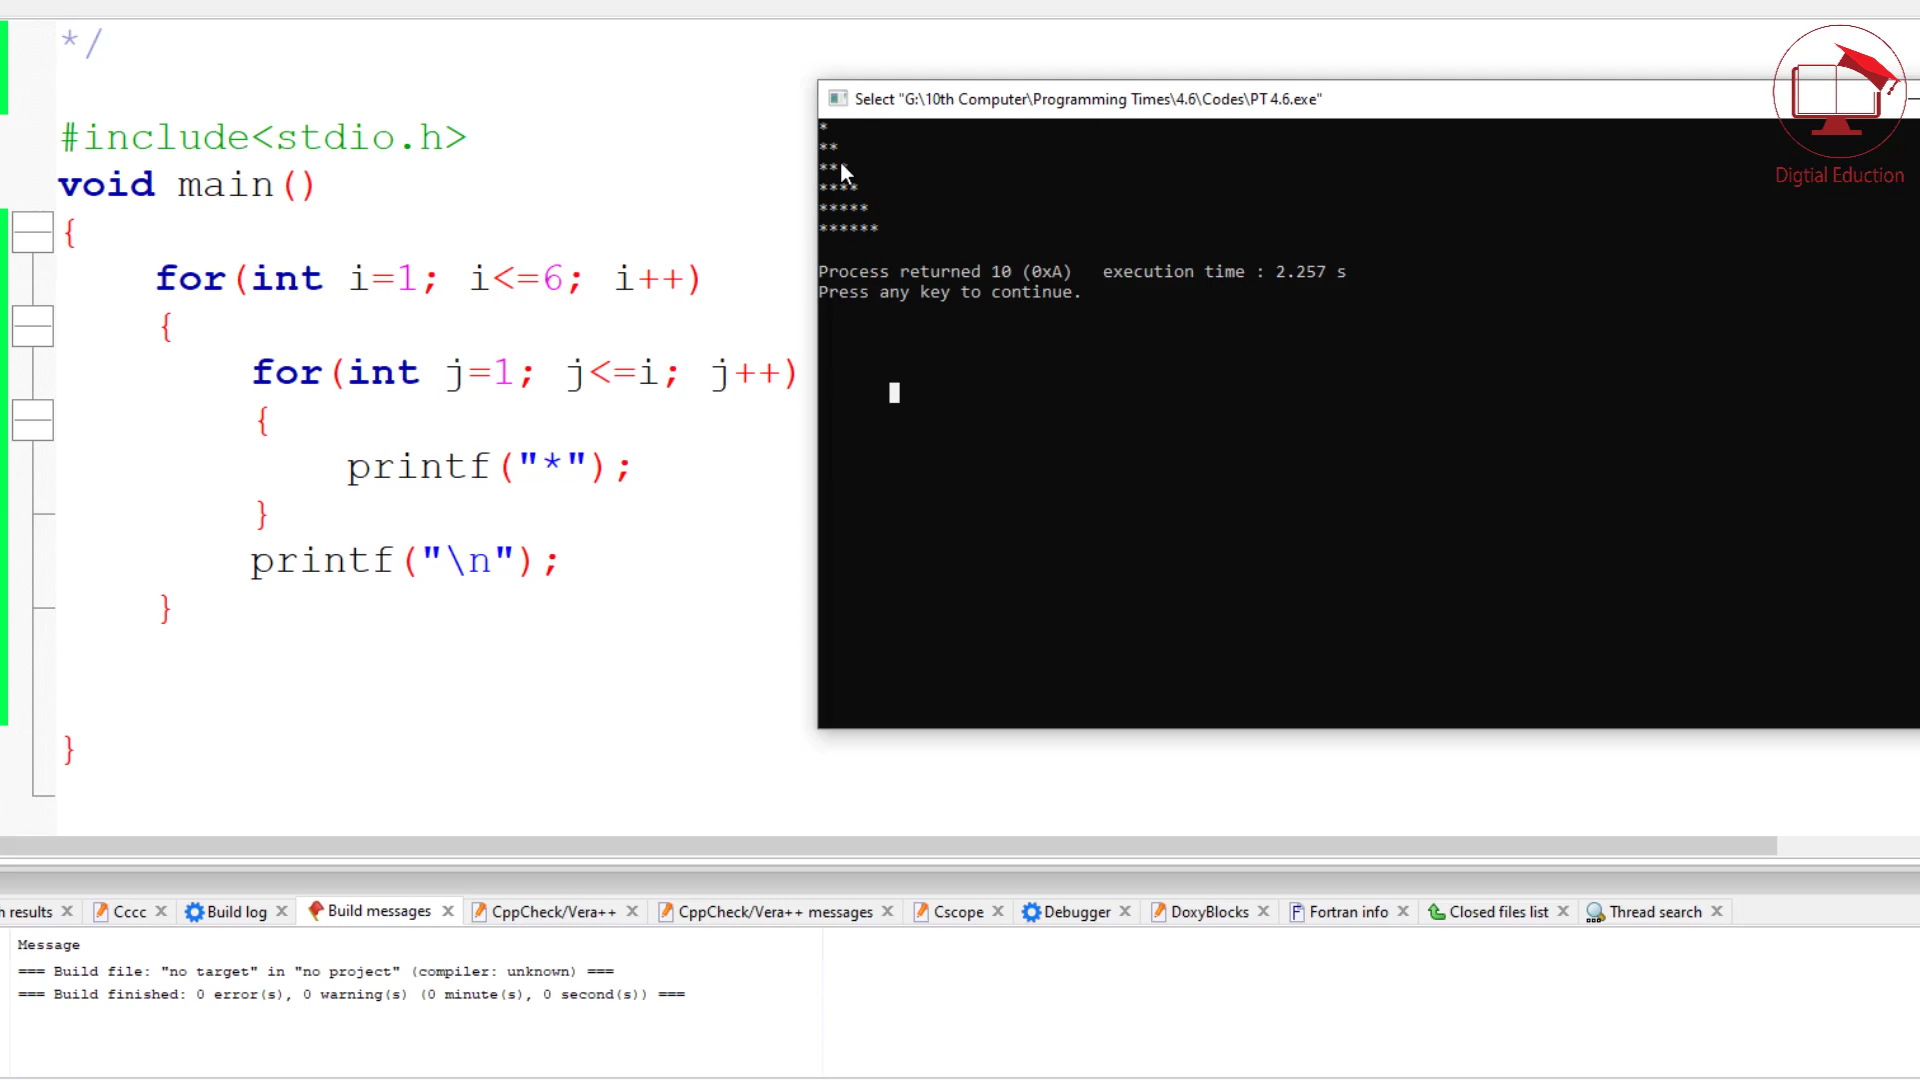 */
#include<stdio.h>
void main()
{
for(int i=1; i<=6; i++)
{
for(int j=1; j<=i; j++)
{
printf("*");
}
printf("\n");
}
}
Select "G:\10th Computer\Programming Times\4.6\Codes\PT 4.6.exe"
*
**
***
****
*****
******
Process returned 10 (0xA)   execution time : 2.257 s
Press any key to continue.
Digtial Eduction
h results
Cccc
Build log
Build messages
CppCheck/Vera++
CppCheck/Vera++ messages
Cscope
Debugger
DoxyBlocks
Fortran info
Closed files list
Thread search
Message
=== Build file: "no target" in "no project" (compiler: unknown) ===
=== Build finished: 0 error(s), 0 warning(s) (0 minute(s), 0 second(s)) ===